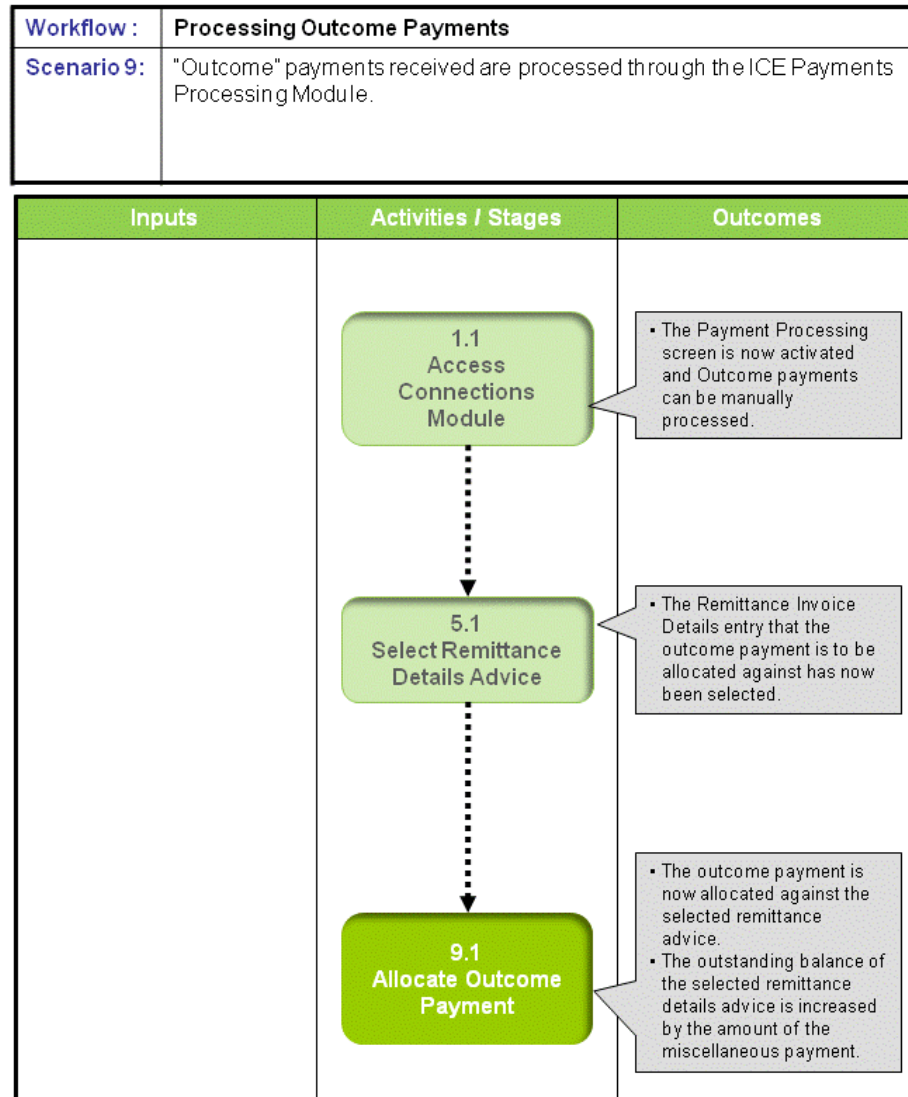 Workflow : Processing Outcome Payments
Scenario 9: "Outcome" payments received are processed through the ICE Payments
Processing Module.
Inputs Activities / Stages Outcomes
1.1
Access
Connections
Module
▪ The Payment Processing
screen is now activated
and Outcome payments
can be manually
processed.
5.1
Select Remittance
Details Advice
▪ The Remittance Invoice
Details entry that the
outcome payment is to be
allocated against has now
been selected.
9.1
Allocate Outcome
Payment
▪ The outcome payment is
now allocated against the
selected remittance
advice.
▪ The outstanding balance of
the selected remittance
details advice is increased
by the amount of the
miscellaneous payment.